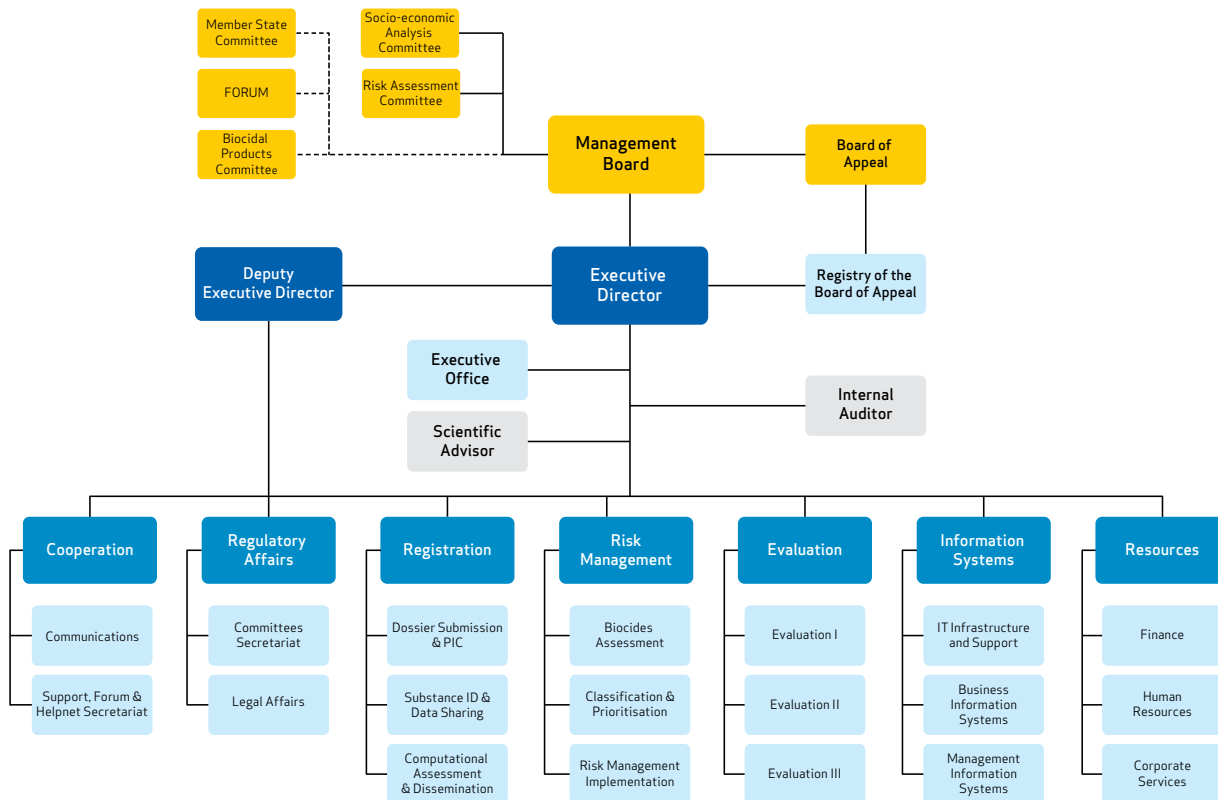 Member State
Committee
Socio-economic
Analysis
Committee
FORUM
Risk Assessment
Committee
Biocidal
Products
Committee
Management
Board
Board of
Appeal
Deputy
Executive Director
Executive
Director
Registry of the
Board of Appeal
Executive
Office
Internal
Auditor
Scientific
Advisor
Cooperation
Regulatory
Affairs
Registration
Risk
Management
Evaluation
Information
Systems
Resources
Communications
Committees
Secretariat
Dossier Submission
& PIC
Biocides
Assessment
Evaluation I
IT Infrastructure
and Support
Finance
Support, Forum &
Helpnet Secretariat
Legal Affairs
Substance ID &
Data Sharing
Classification &
Prioritisation
Evaluation II
Business
Information
Systems
Human
Resources
Computational
Assessment
& Dissemination
Risk Management
Implementation
Evaluation III
Management
Information
Systems
Corporate
Services